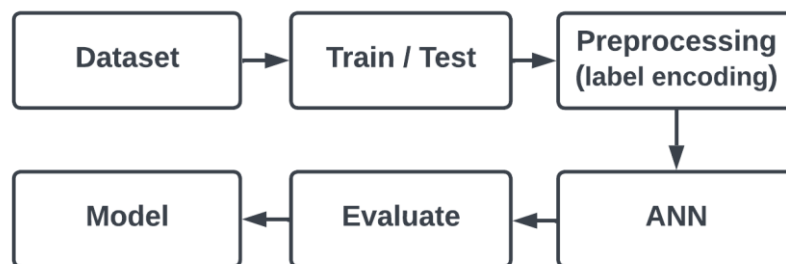 Dataset
Train / Test
Preprocessing
(label encoding)
Model
Evaluate
ANN